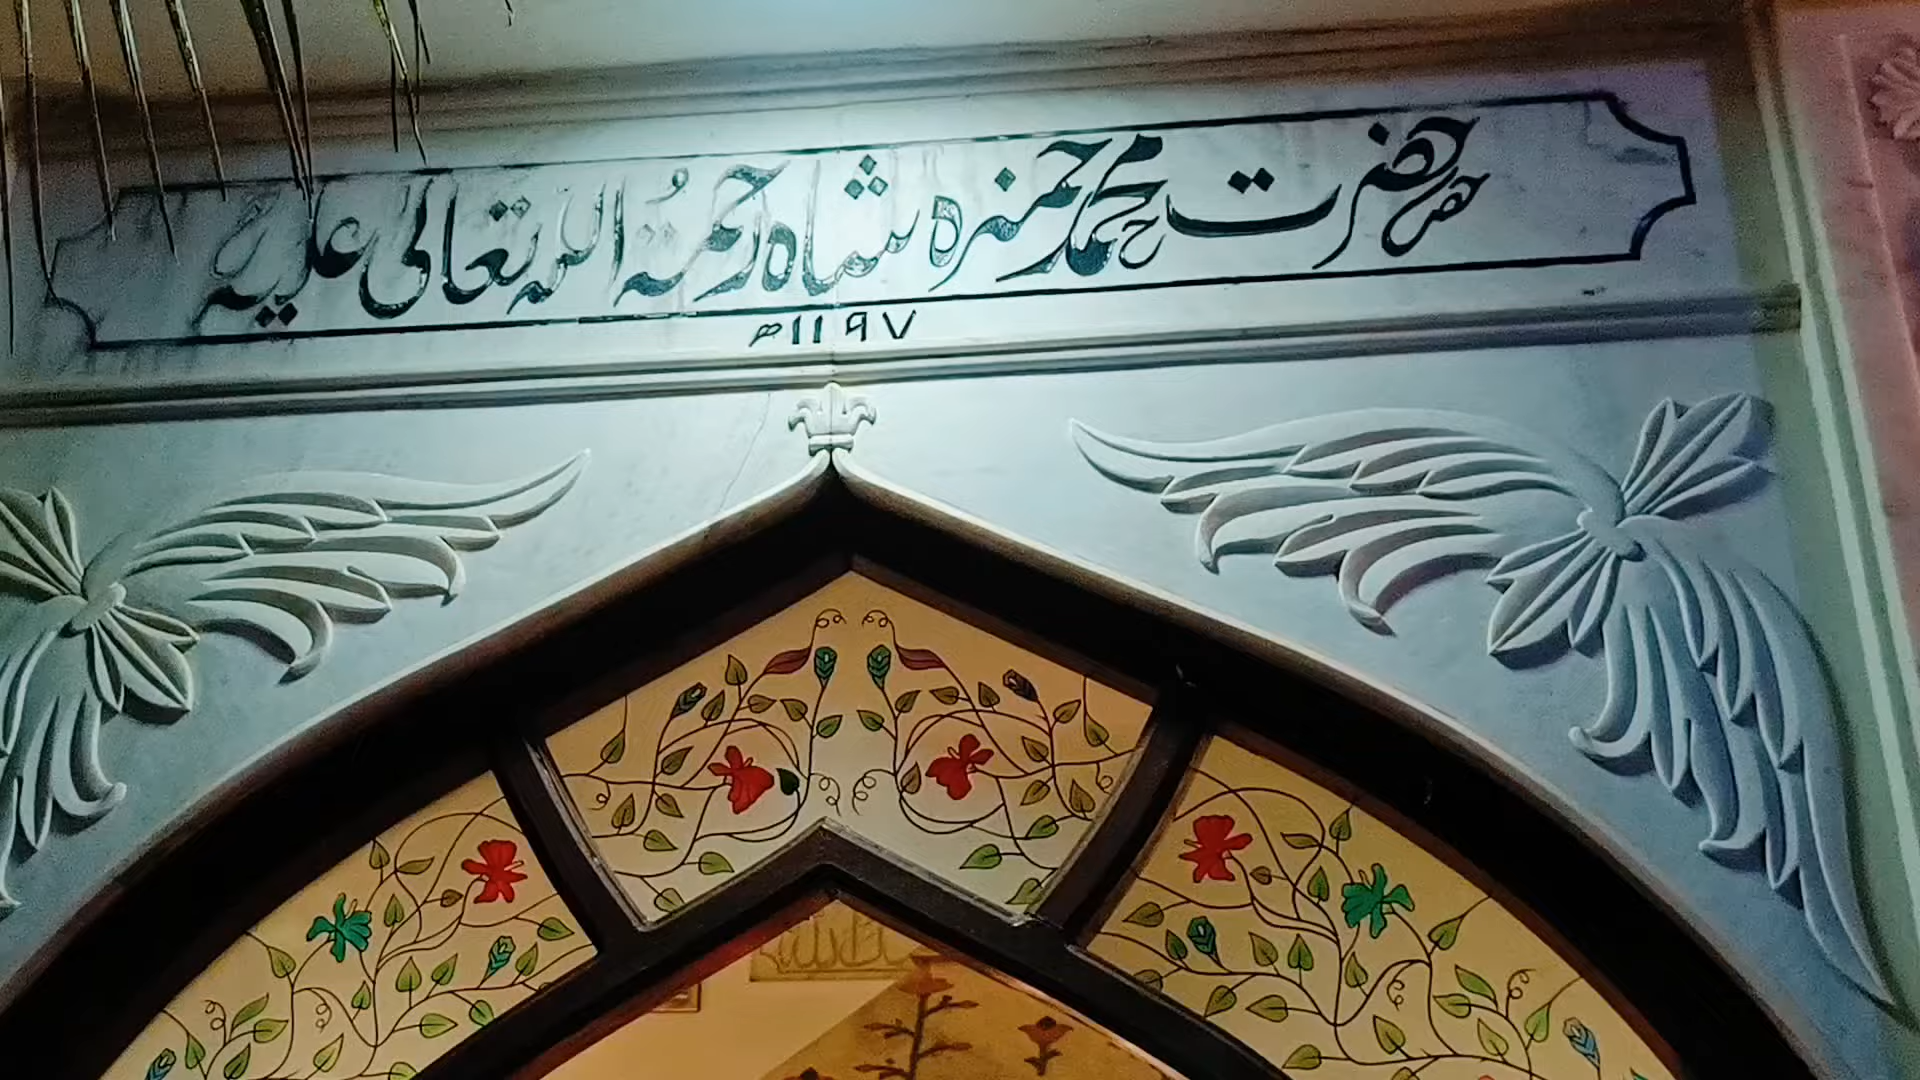 حضرت محمد حمزہ شاہ رحمۃُ اللہ تعالیٰ علیہ
۱۱۹۷ھ